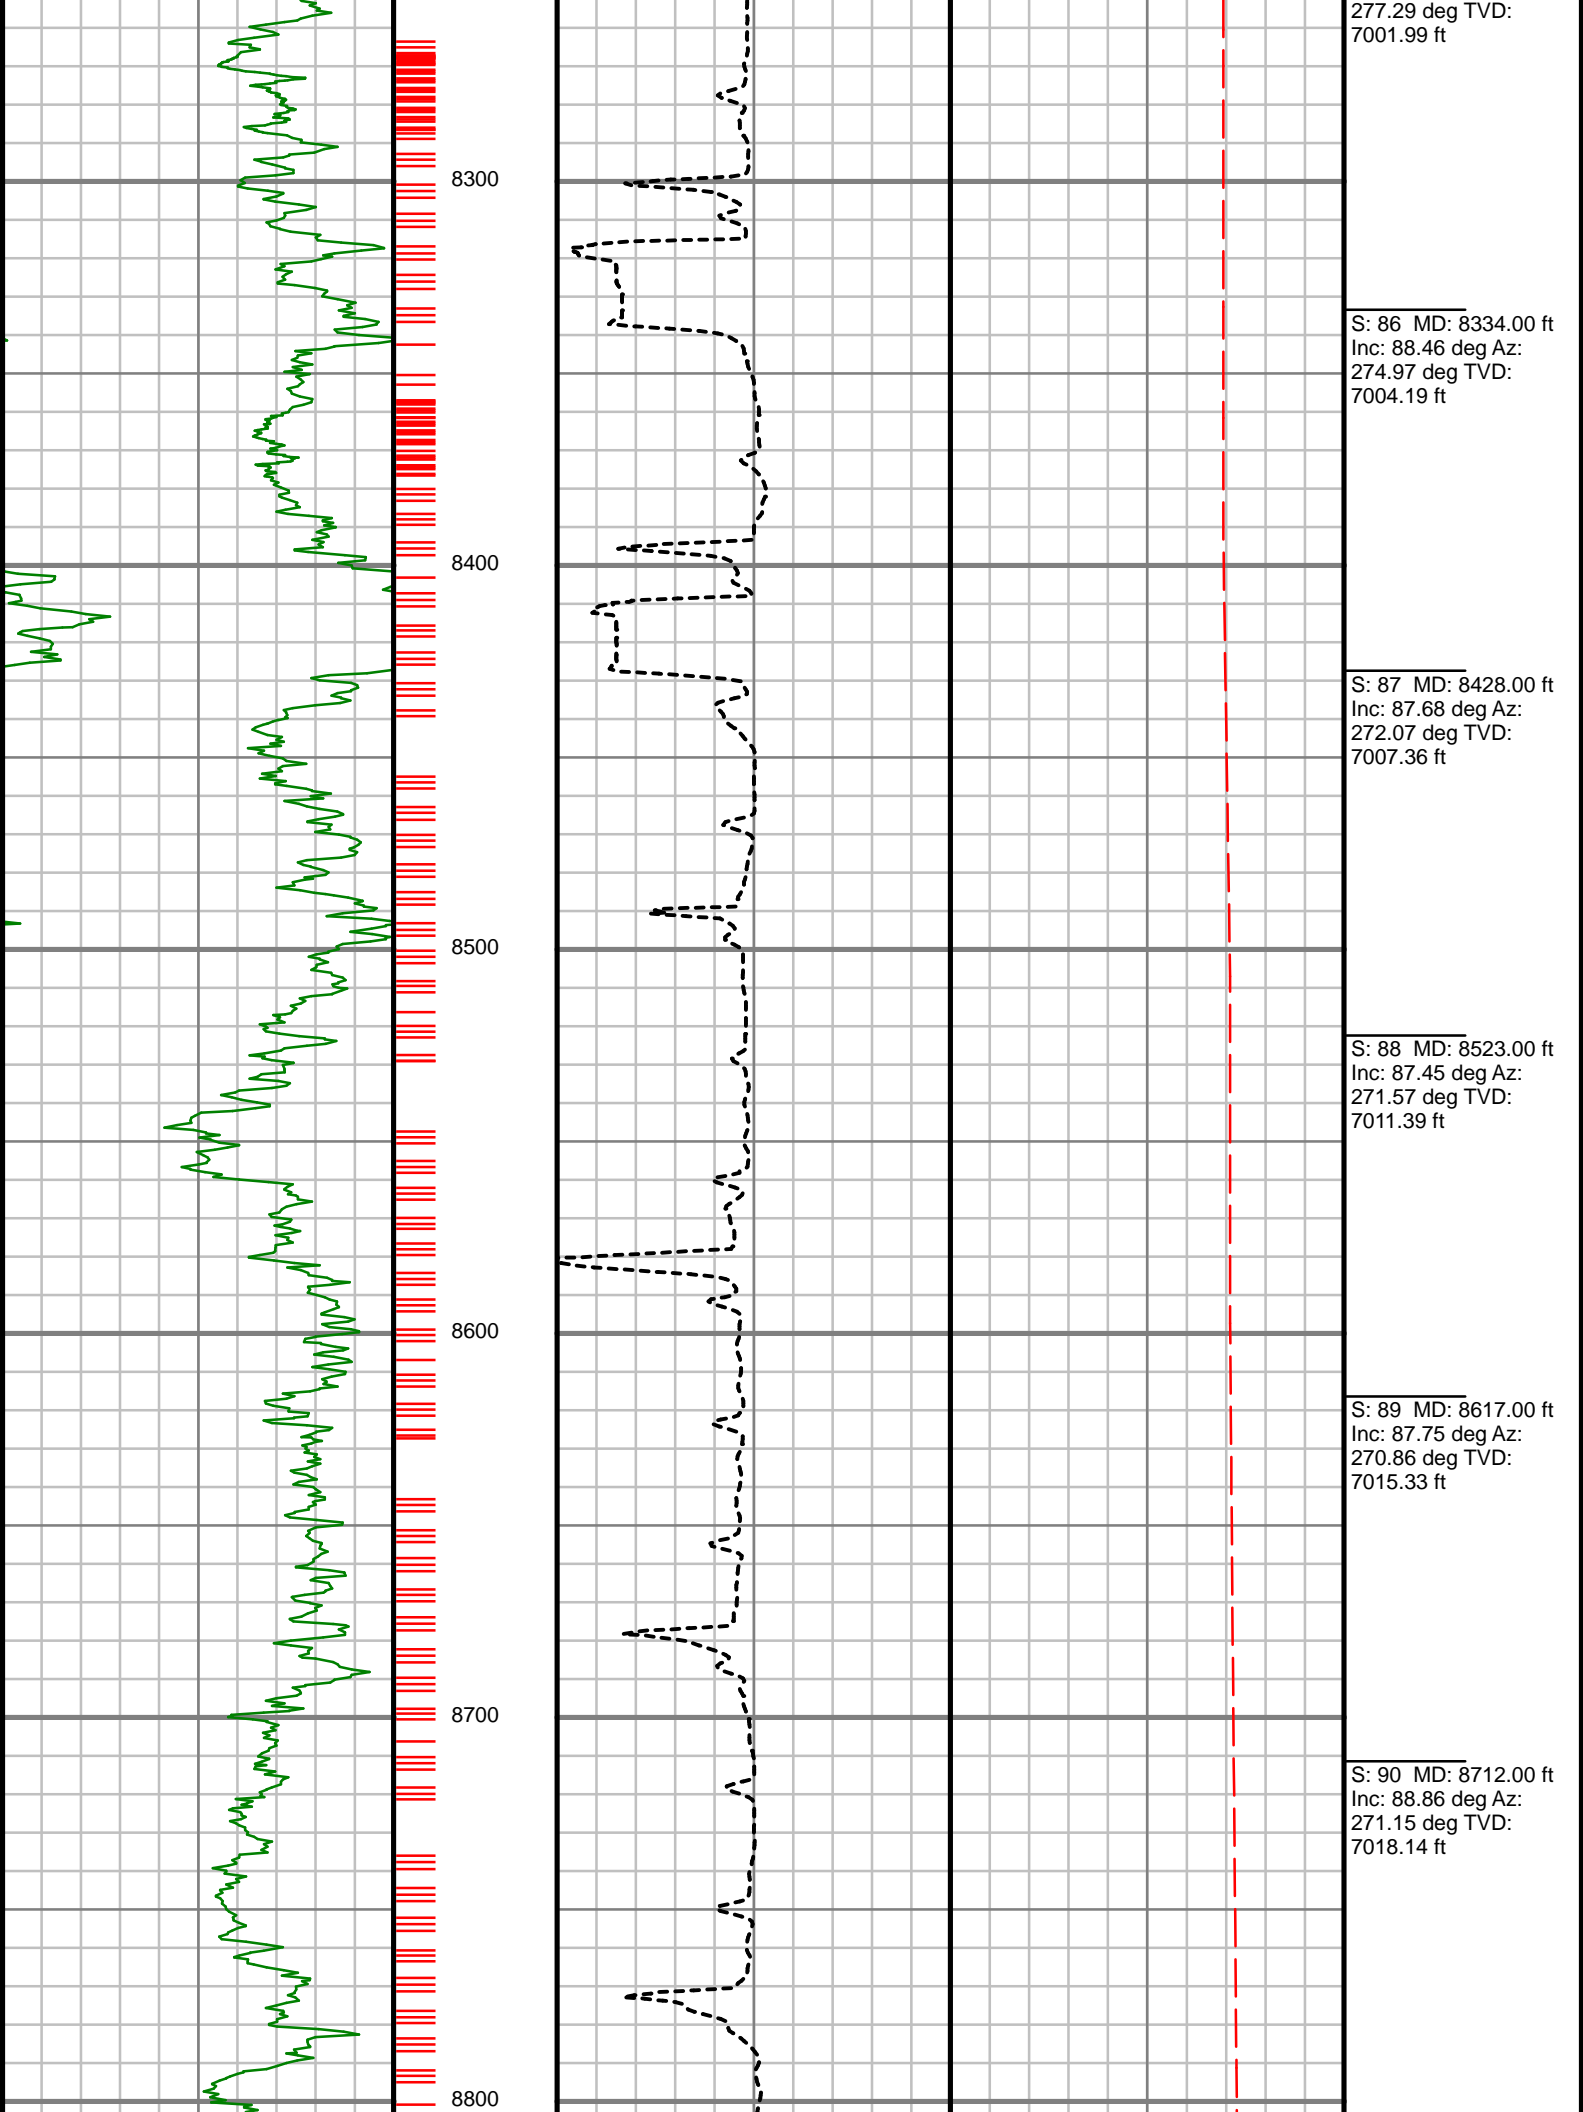 277.29 deg TVD:
7001.99 ft
8300
S: 86 MD: 8334.00 ft
Inc: 88.46 deg Az:
274.97 deg TVD:
7004.19 ft
8400
S: 87 MD: 8428.00 ft
Inc: 87.68 deg Az:
272.07 deg TVD:
7007.36 ft
8500
S: 88 MD: 8523.00 ft
Inc: 87.45 deg Az:
271.57 deg TVD:
7011.39 ft
8600
S: 89 MD: 8617.00 ft
Inc: 87.75 deg Az:
270.86 deg TVD:
7015.33 ft
8700
S: 90 MD: 8712.00 ft
Inc: 88.86 deg Az:
271.15 deg TVD:
7018.14 ft
8800